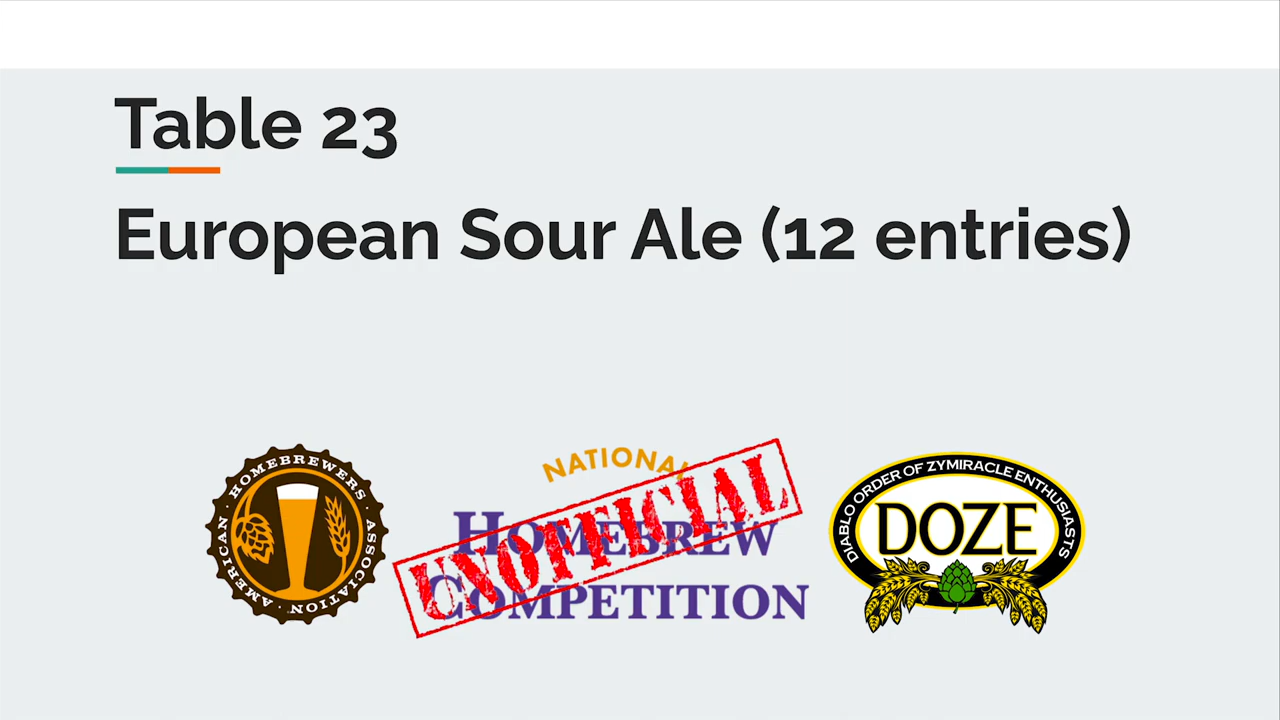 Table 23
European Sour Ale (12 entries)
AMERICAN · HOMEBREWERS · ASSOCIATION ·
NATIONAL
HOMEBREW
COMPETITION
UNOFFICIAL
DIABLO ORDER OF ZYMIRACLE ENTHUSIASTS
DOZE